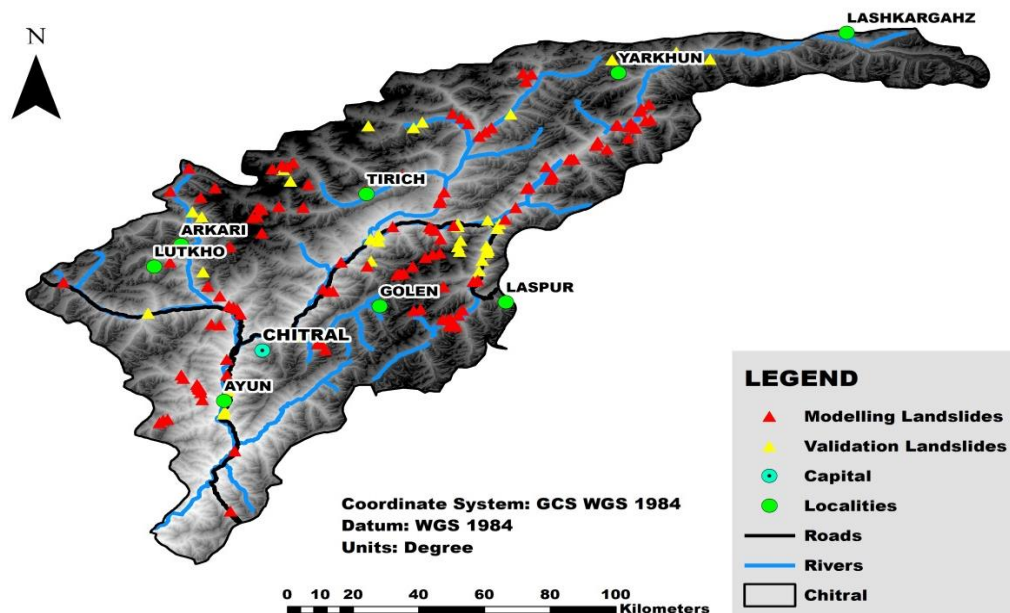 LASHKARGAHZ
N
YARKHUN
TIRICH
ARKARI
LUTKHO
GOLEN
LASPUR
CHITRAL
AYUN
LEGEND
Modelling Landslides
Validation Landslides
Capital
Localities
Roads
Rivers
Chitral
Coordinate System: GCS WGS 1984
Datum: WGS 1984
Units: Degree
0 10 20 40 60 80 100
Kilometers